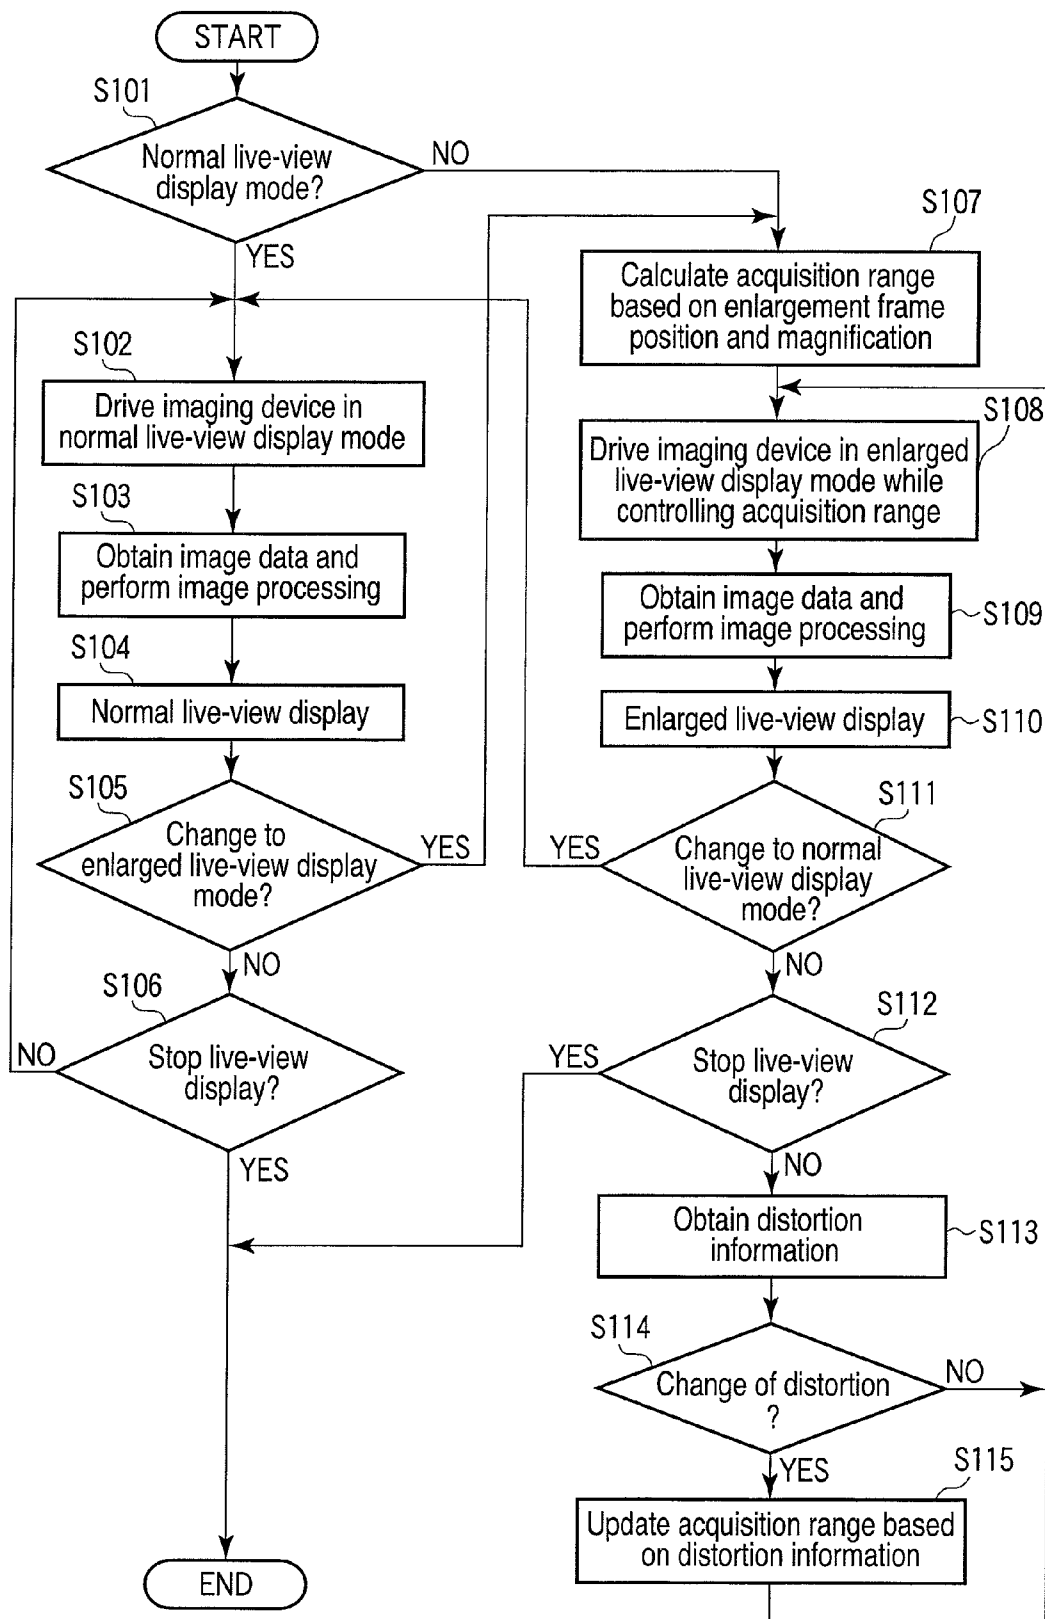 START
S101
Normal live-view
display mode?
NO
YES
S102
Drive imaging device in
normal live-view display mode
S103
Obtain image data and
perform image processing
S104
Normal live-view display
S105
Change to
enlarged live-view display
mode?
YES
NO
S106
Stop live-view
display?
NO
YES
END
S107
Calculate acquisition range
based on enlargement frame
position and magnification
S108
Drive imaging device in enlarged
live-view display mode while
controlling acquisition range
Obtain image data and
perform image processing
S109
Enlarged live-view display
S110
S111
Change to normal
live-view display
mode?
YES
NO
S112
Stop live-view
display?
YES
NO
Obtain distortion
information
S113
S114
Change of distortion
?
NO
YES
S115
Update acquisition range based
on distortion information